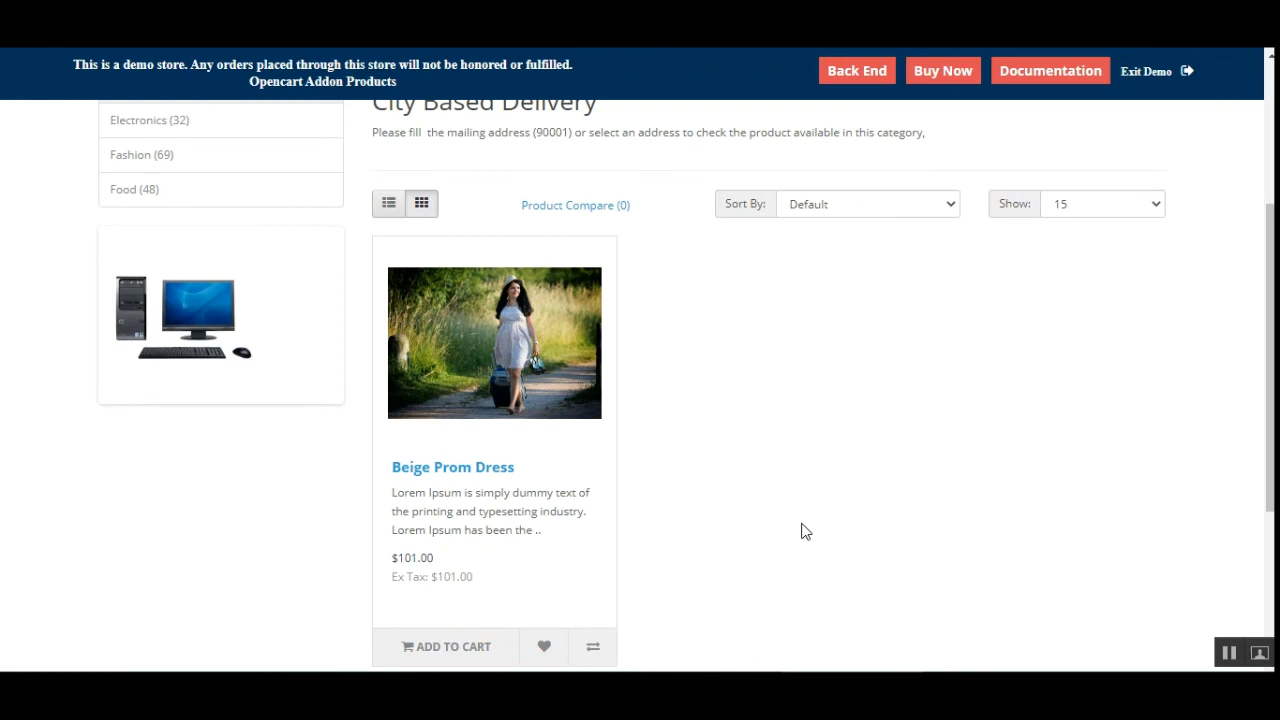 This is a demo store. Any orders placed through this store will not be honored or fulfilled.
Opencart Addon Products
Back End
Buy Now
Documentation
Exit Demo
City Based Delivery
Please fill the mailing address (90001) or select an address to check the product available in this category,
Electronics (32)
Fashion (69)
Food (48)
Product Compare (0)
Sort By:
Default
Show:
15
Beige Prom Dress
Lorem Ipsum is simply dummy text of
the printing and typesetting industry.
Lorem Ipsum has been the ..
$101.00
Ex Tax: $101.00
ADD TO CART